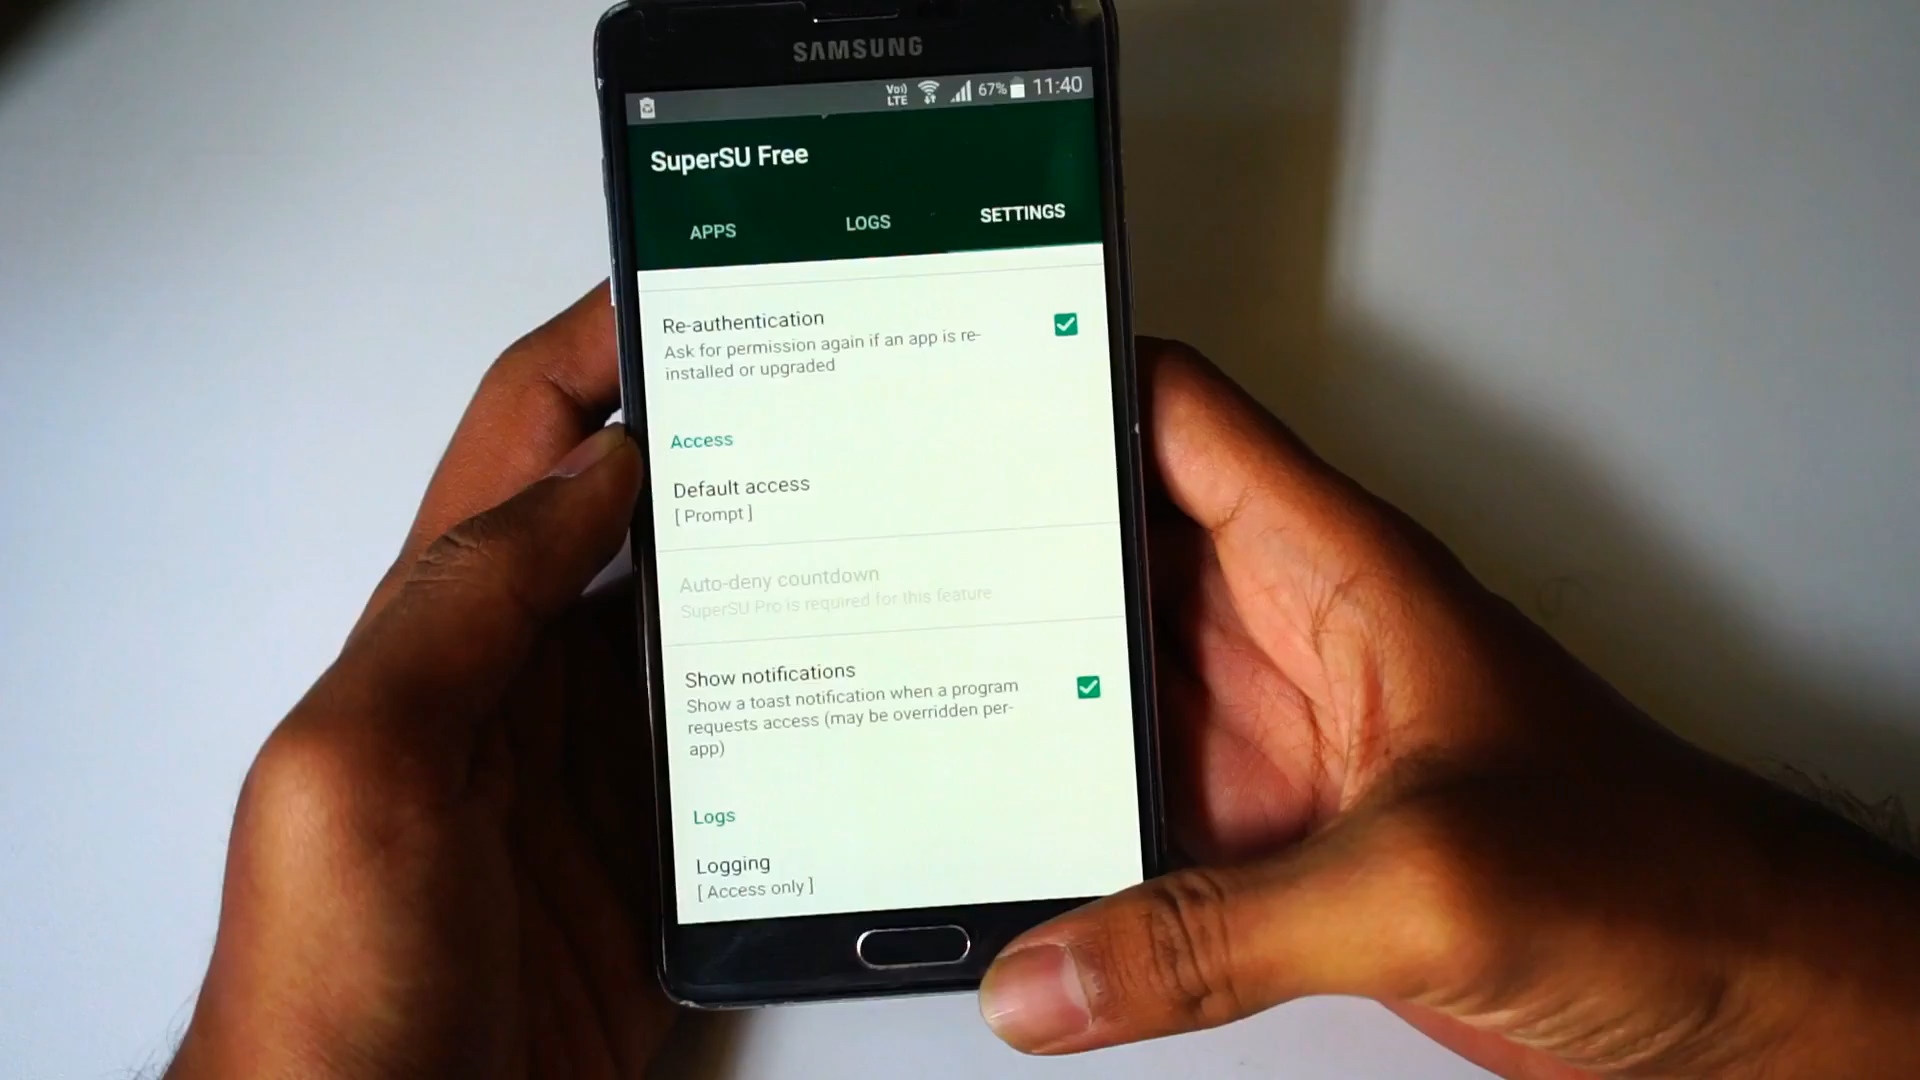 SAMSUNG
Vo))
LTE
67%
11:40
SuperSU Free
APPS
LOGS
SETTINGS
Re-authentication
Ask for permission again if an app is re-
installed or upgraded
Access
Default access
[ Prompt ]
Auto-deny countdown
SuperSU Pro is required for this feature
Show notifications
Show a toast notification when a program
requests access (may be overridden per-
app)
Logs
Logging
[ Access only ]